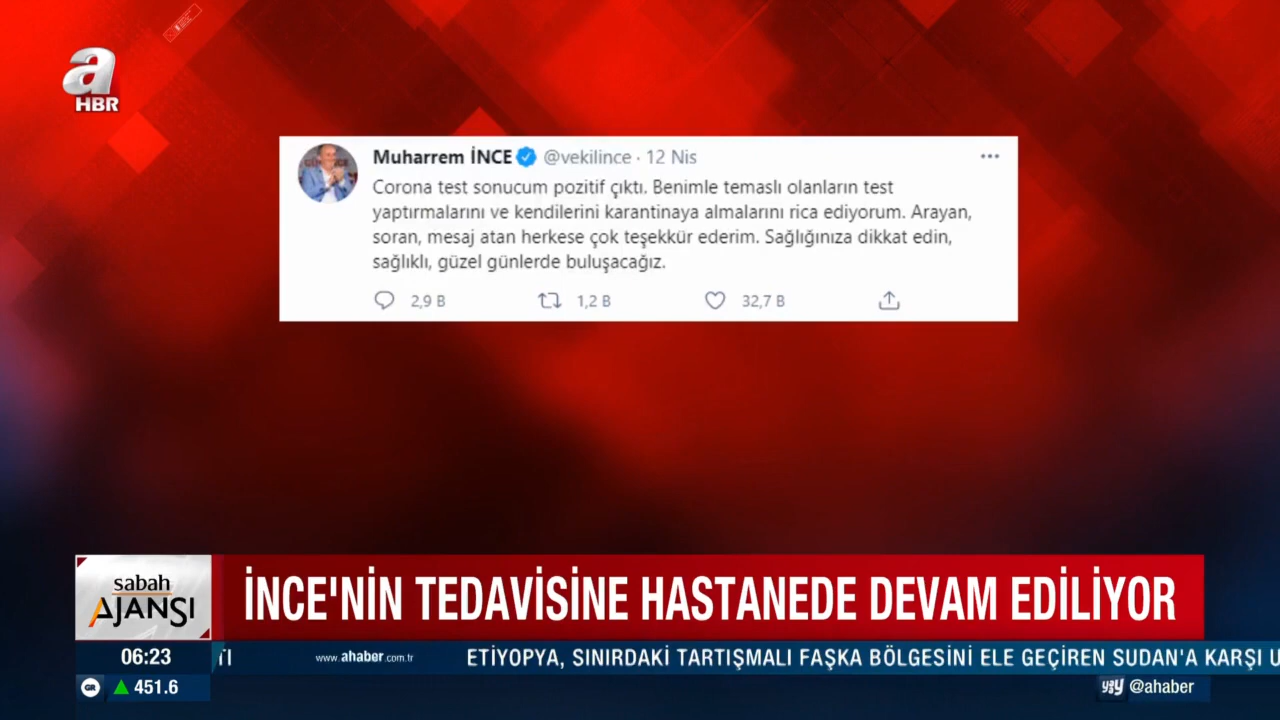 a
HBR
Muharrem İNCE @vekilince · 12 Nis
Corona test sonucum pozitif çıktı. Benimle temaslı olanların test
yaptırmalarını ve kendilerini karantinaya almalarını rica ediyorum. Arayan,
soran, mesaj atan herkese çok teşekkür ederim. Sağlığınıza dikkat edin,
sağlıklı, güzel günlerde buluşacağız.
2,9 B 1,2 B 32,7 B
sabah
AJANSI
İNCE'NİN TEDAVİSİNE HASTANEDE DEVAM EDİLİYOR
06:23 www.ahaber.com.tr ETİYOPYA, SINIRDAKİ TARTIŞMALI FAŞKA BÖLGESİNİ ELE GEÇİREN SUDAN'A KARŞI
GR 451.6 @ahaber